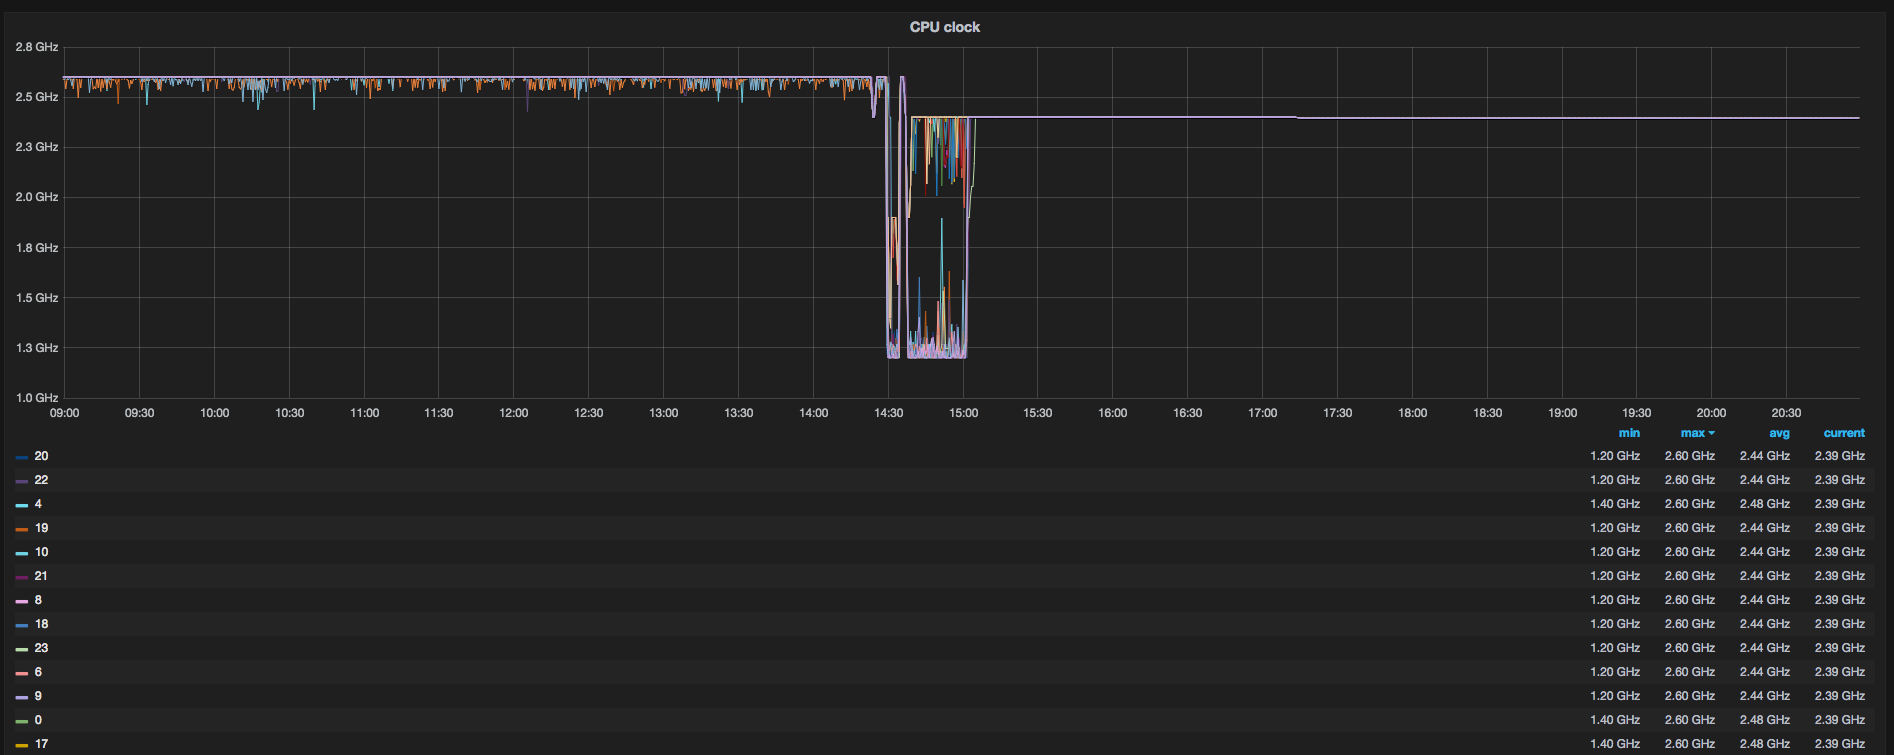 CPU clock
2.8 GHz
2.5 GHz
2.3 GHz
2.0 GHz
1.8 GHz
1.5 GHz
1.3 GHz
1.0 GHz
09:00 09:30 10:00 10:30 11:00 11:30 12:00 12:30 13:00 13:30 14:00 14:30 15:00 15:30 16:00 16:30 17:00 17:30 18:00 18:30 19:00 19:30 20:00 20:30
min max avg current
20 1.20 GHz 2.60 GHz 2.44 GHz 2.39 GHz
22 1.20 GHz 2.60 GHz 2.44 GHz 2.39 GHz
4 1.40 GHz 2.60 GHz 2.48 GHz 2.39 GHz
19 1.20 GHz 2.60 GHz 2.44 GHz 2.39 GHz
10 1.20 GHz 2.60 GHz 2.44 GHz 2.39 GHz
21 1.20 GHz 2.60 GHz 2.44 GHz 2.39 GHz
8 1.20 GHz 2.60 GHz 2.44 GHz 2.39 GHz
18 1.20 GHz 2.60 GHz 2.44 GHz 2.39 GHz
23 1.20 GHz 2.60 GHz 2.44 GHz 2.39 GHz
6 1.20 GHz 2.60 GHz 2.44 GHz 2.39 GHz
9 1.20 GHz 2.60 GHz 2.44 GHz 2.39 GHz
0 1.40 GHz 2.60 GHz 2.48 GHz 2.39 GHz
17 1.40 GHz 2.60 GHz 2.48 GHz 2.39 GHz